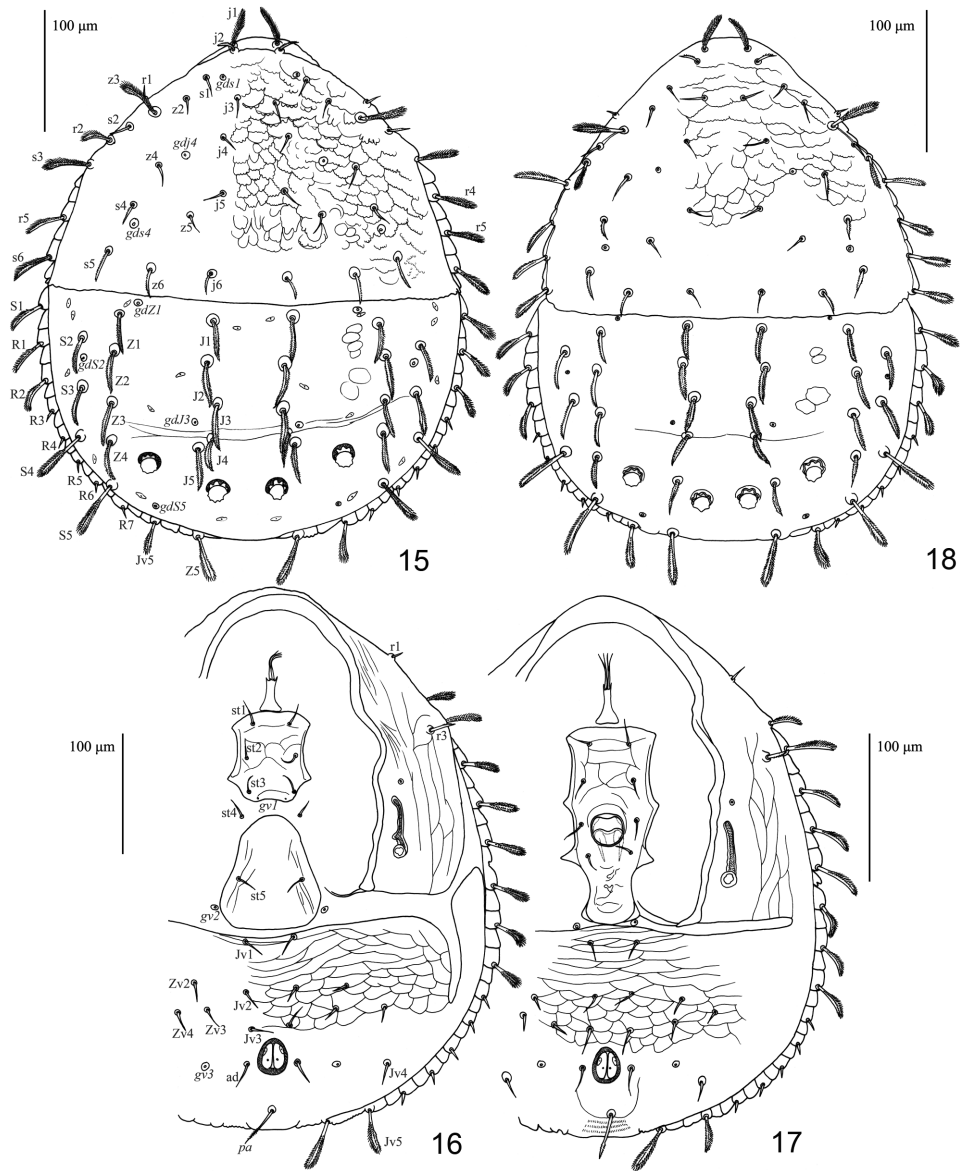 100 µm
j1
j2
z3
r1
s1
gds1
z2
j3
s2
r2
gdj4
j4
s3
z4
r4
j5
s4
z5
gds4
r5
r5
s5
s6
z6
j6
S1
gdZ1
S2
Z1
J1
R1
gdS2
Z2
J2
R2
S3
R3
Z3
gdJ3
J3
R4
Z4
J4
S4
R5
J5
R6
gdS5
R7
S5
Jv5
Z5
15
100 µm
18
100 µm
r1
st1
r3
st2
st3
gv1
st4
st5
gv2
Jv1
Zv2
Jv2
Zv4
Zv3
Jv3
gv3
ad
Jv4
pa
Jv5
16
100 µm
17